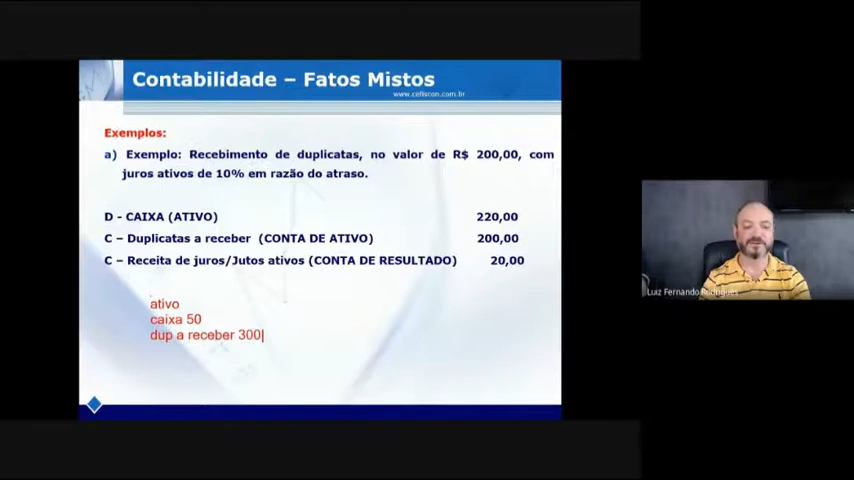 Contabilidade – Fatos Mistos
www.cefiscon.com.br
Exemplos:
a) Exemplo: Recebimento de duplicatas, no valor de R$ 200,00, com
juros ativos de 10% em razão do atraso.
D - CAIXA (ATIVO) 220,00
C – Duplicatas a receber (CONTA DE ATIVO) 200,00
C – Receita de juros/Jutos ativos (CONTA DE RESULTADO) 20,00
ativo
caixa 50
dup a receber 300
Luiz Fernando Rodrigues